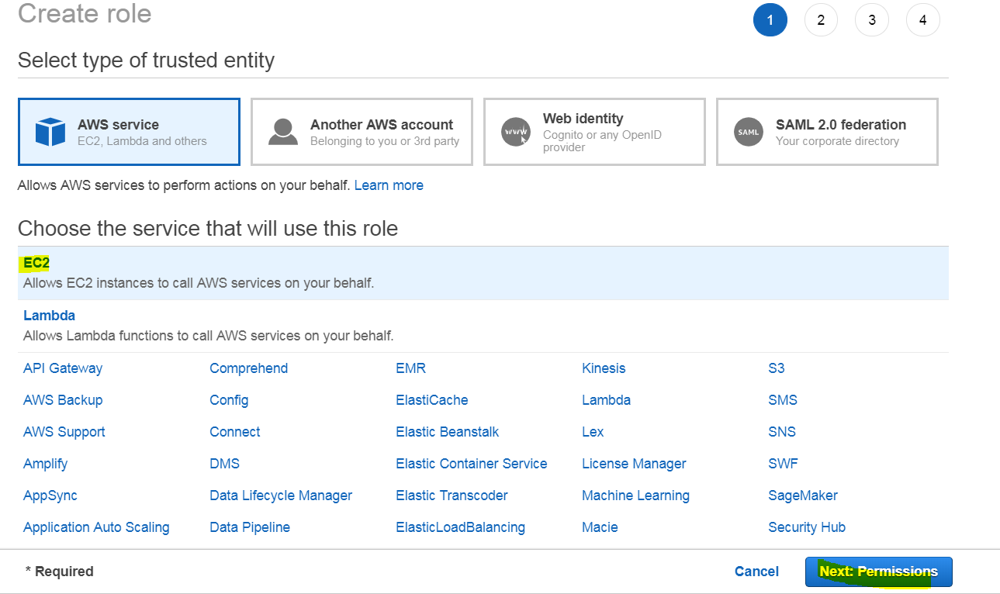 Create role
1 2 3 4
Select type of trusted entity
AWS service
EC2, Lambda and others
Another AWS account
Belonging to you or 3rd party
www
Web identity
Cognito or any OpenID
provider
SAML
SAML 2.0 federation
Your corporate directory
Allows AWS services to perform actions on your behalf. Learn more
Choose the service that will use this role
EC2
Allows EC2 instances to call AWS services on your behalf.
Lambda
Allows Lambda functions to call AWS services on your behalf.
API Gateway Comprehend EMR Kinesis S3
AWS Backup Config ElastiCache Lambda SMS
AWS Support Connect Elastic Beanstalk Lex SNS
Amplify DMS Elastic Container Service License Manager SWF
AppSync Data Lifecycle Manager Elastic Transcoder Machine Learning SageMaker
Application Auto Scaling Data Pipeline ElasticLoadBalancing Macie Security Hub
* Required Cancel Next: Permissions